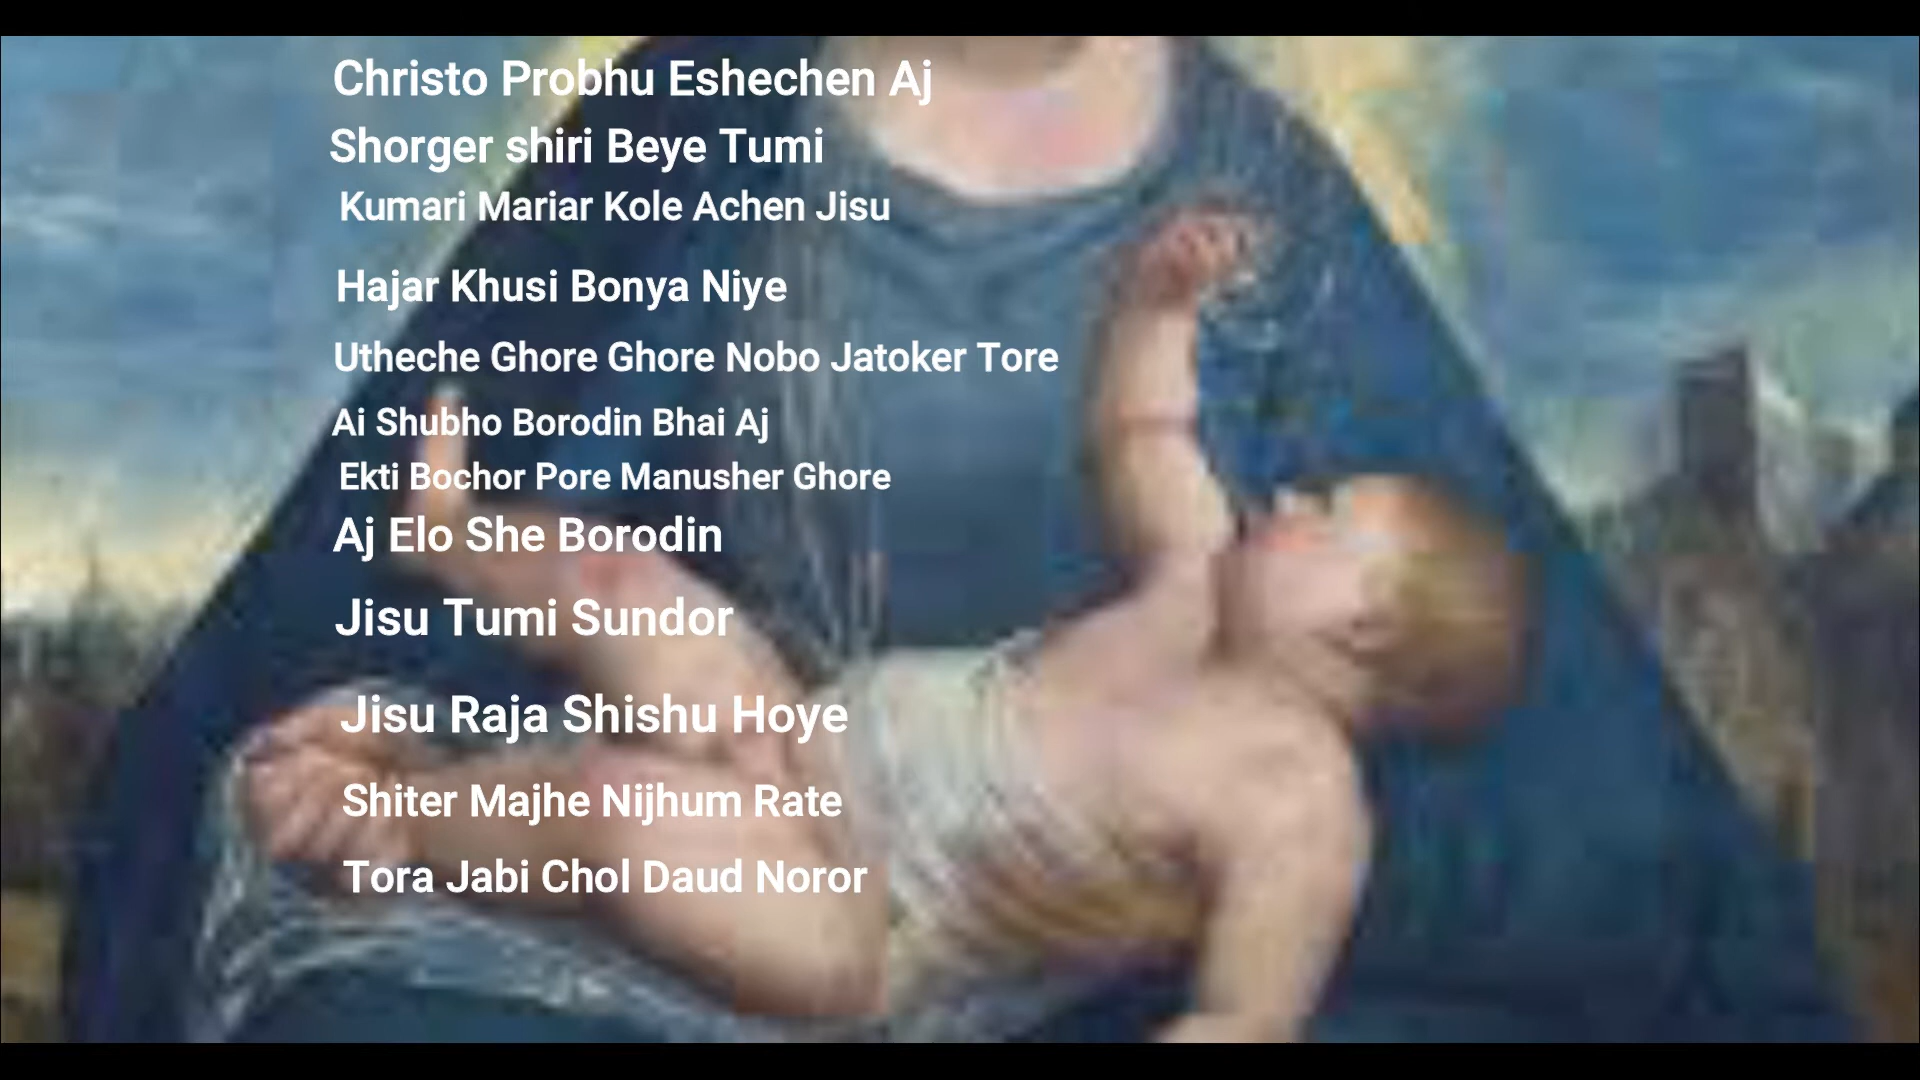 Christo Probhu Eshechen Aj
Shorger shiri Beye Tumi
Kumari Mariar Kole Achen Jisu
Hajar Khusi Bonya Niye
Utheche Ghore Ghore Nobo Jatoker Tore
Ai Shubho Borodin Bhai Aj
Ekti Bochor Pore Manusher Ghore
Aj Elo She Borodin
Jisu Tumi Sundor
Jisu Raja Shishu Hoye
Shiter Majhe Nijhum Rate
Tora Jabi Chol Daud Noror